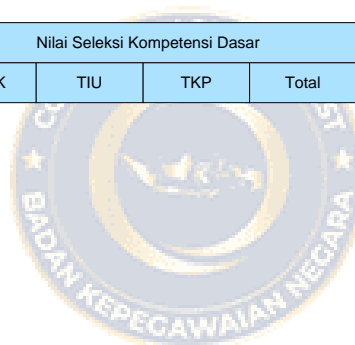 Nilai Seleksi Kompetensi Dasar
K TIU TKP Total
BADAN KEPEGAWAIAN NEGARA